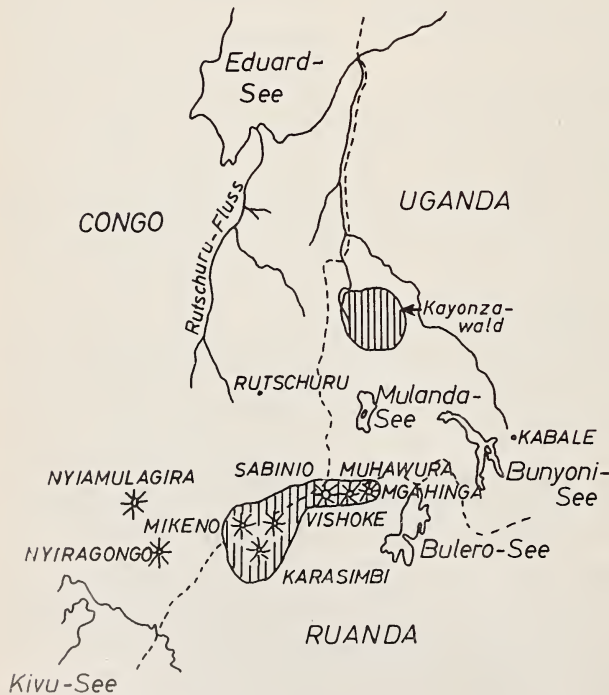 Eduard-
See
CONGO
UGANDA
Rutschuru-Fluss
Kayonza-
wald
RUTSCHURU
Mulanda-
See
KABALE
Bunyoni-
See
SABINIO MUHAWURA
NYIAMULAGIRA
MGAHINGA
MIKENO
VISHOKE
NYIRAGONGO
Bulero-See
KARASIMBI
RUANDA
Kivu-See